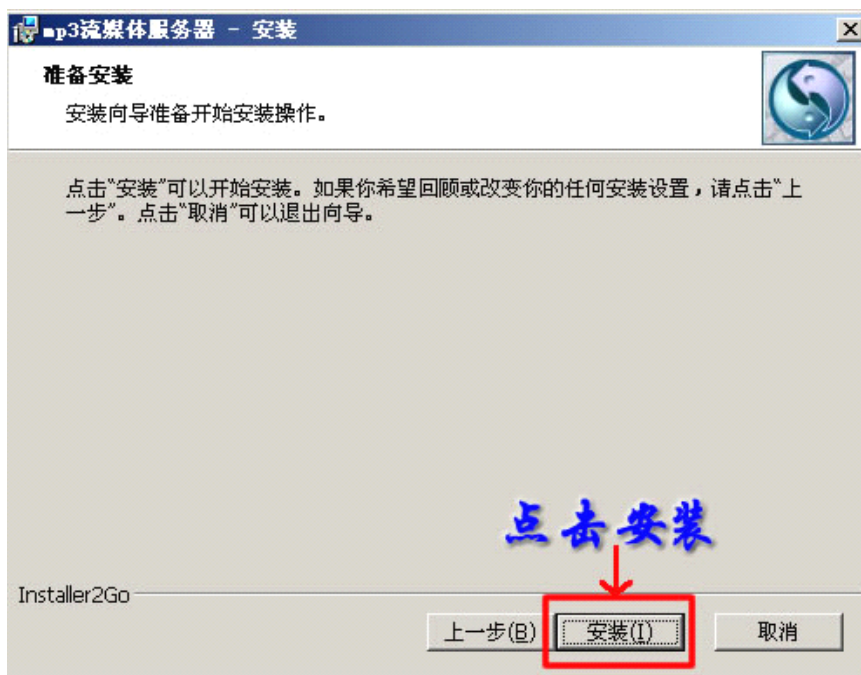 mp3流媒体服务器 - 安装
准备安装
安装向导准备开始安装操作。
点击"安装"可以开始安装。如果你希望回顾或改变你的任何安装设置，请点击"上
一步"。点击"取消"可以退出向导。
点击安装
Installer2Go
上一步(B) 安装(I) 取消